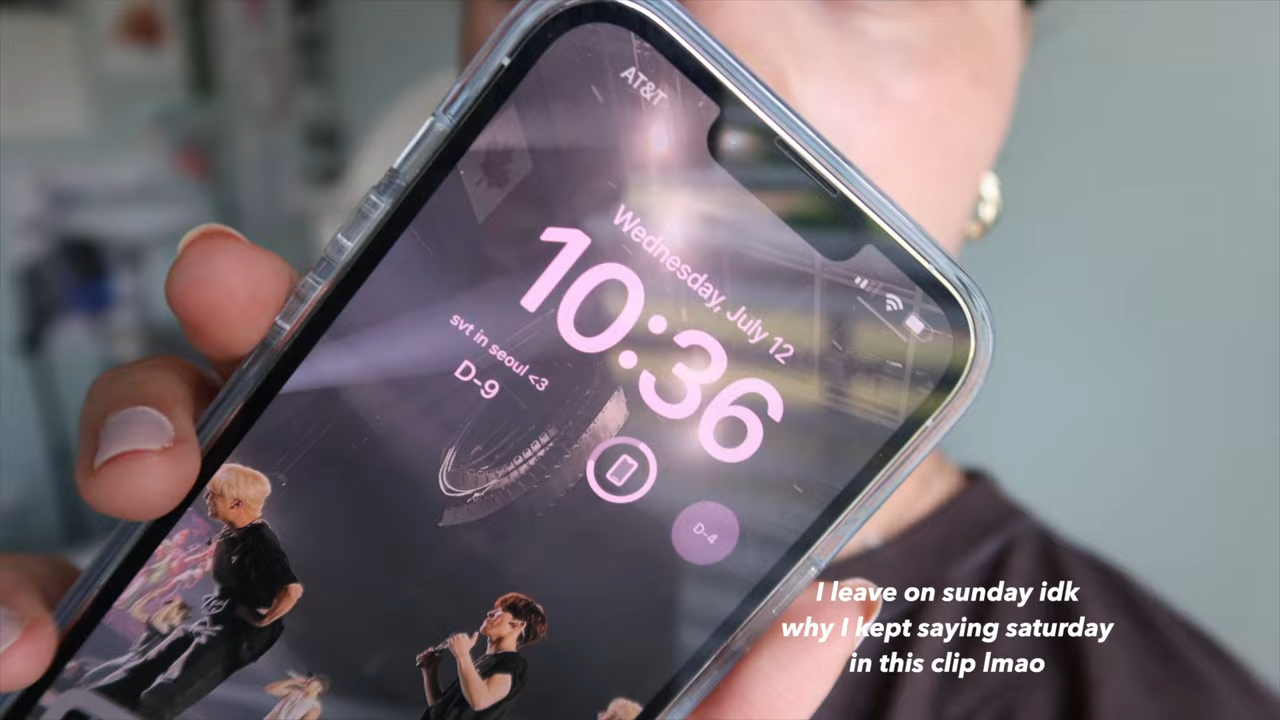 AT&T
Wednesday, July 12
10:36
svt in seoul <3
D-9
D-4
I leave on sunday idk
why I kept saying saturday
in this clip lmao